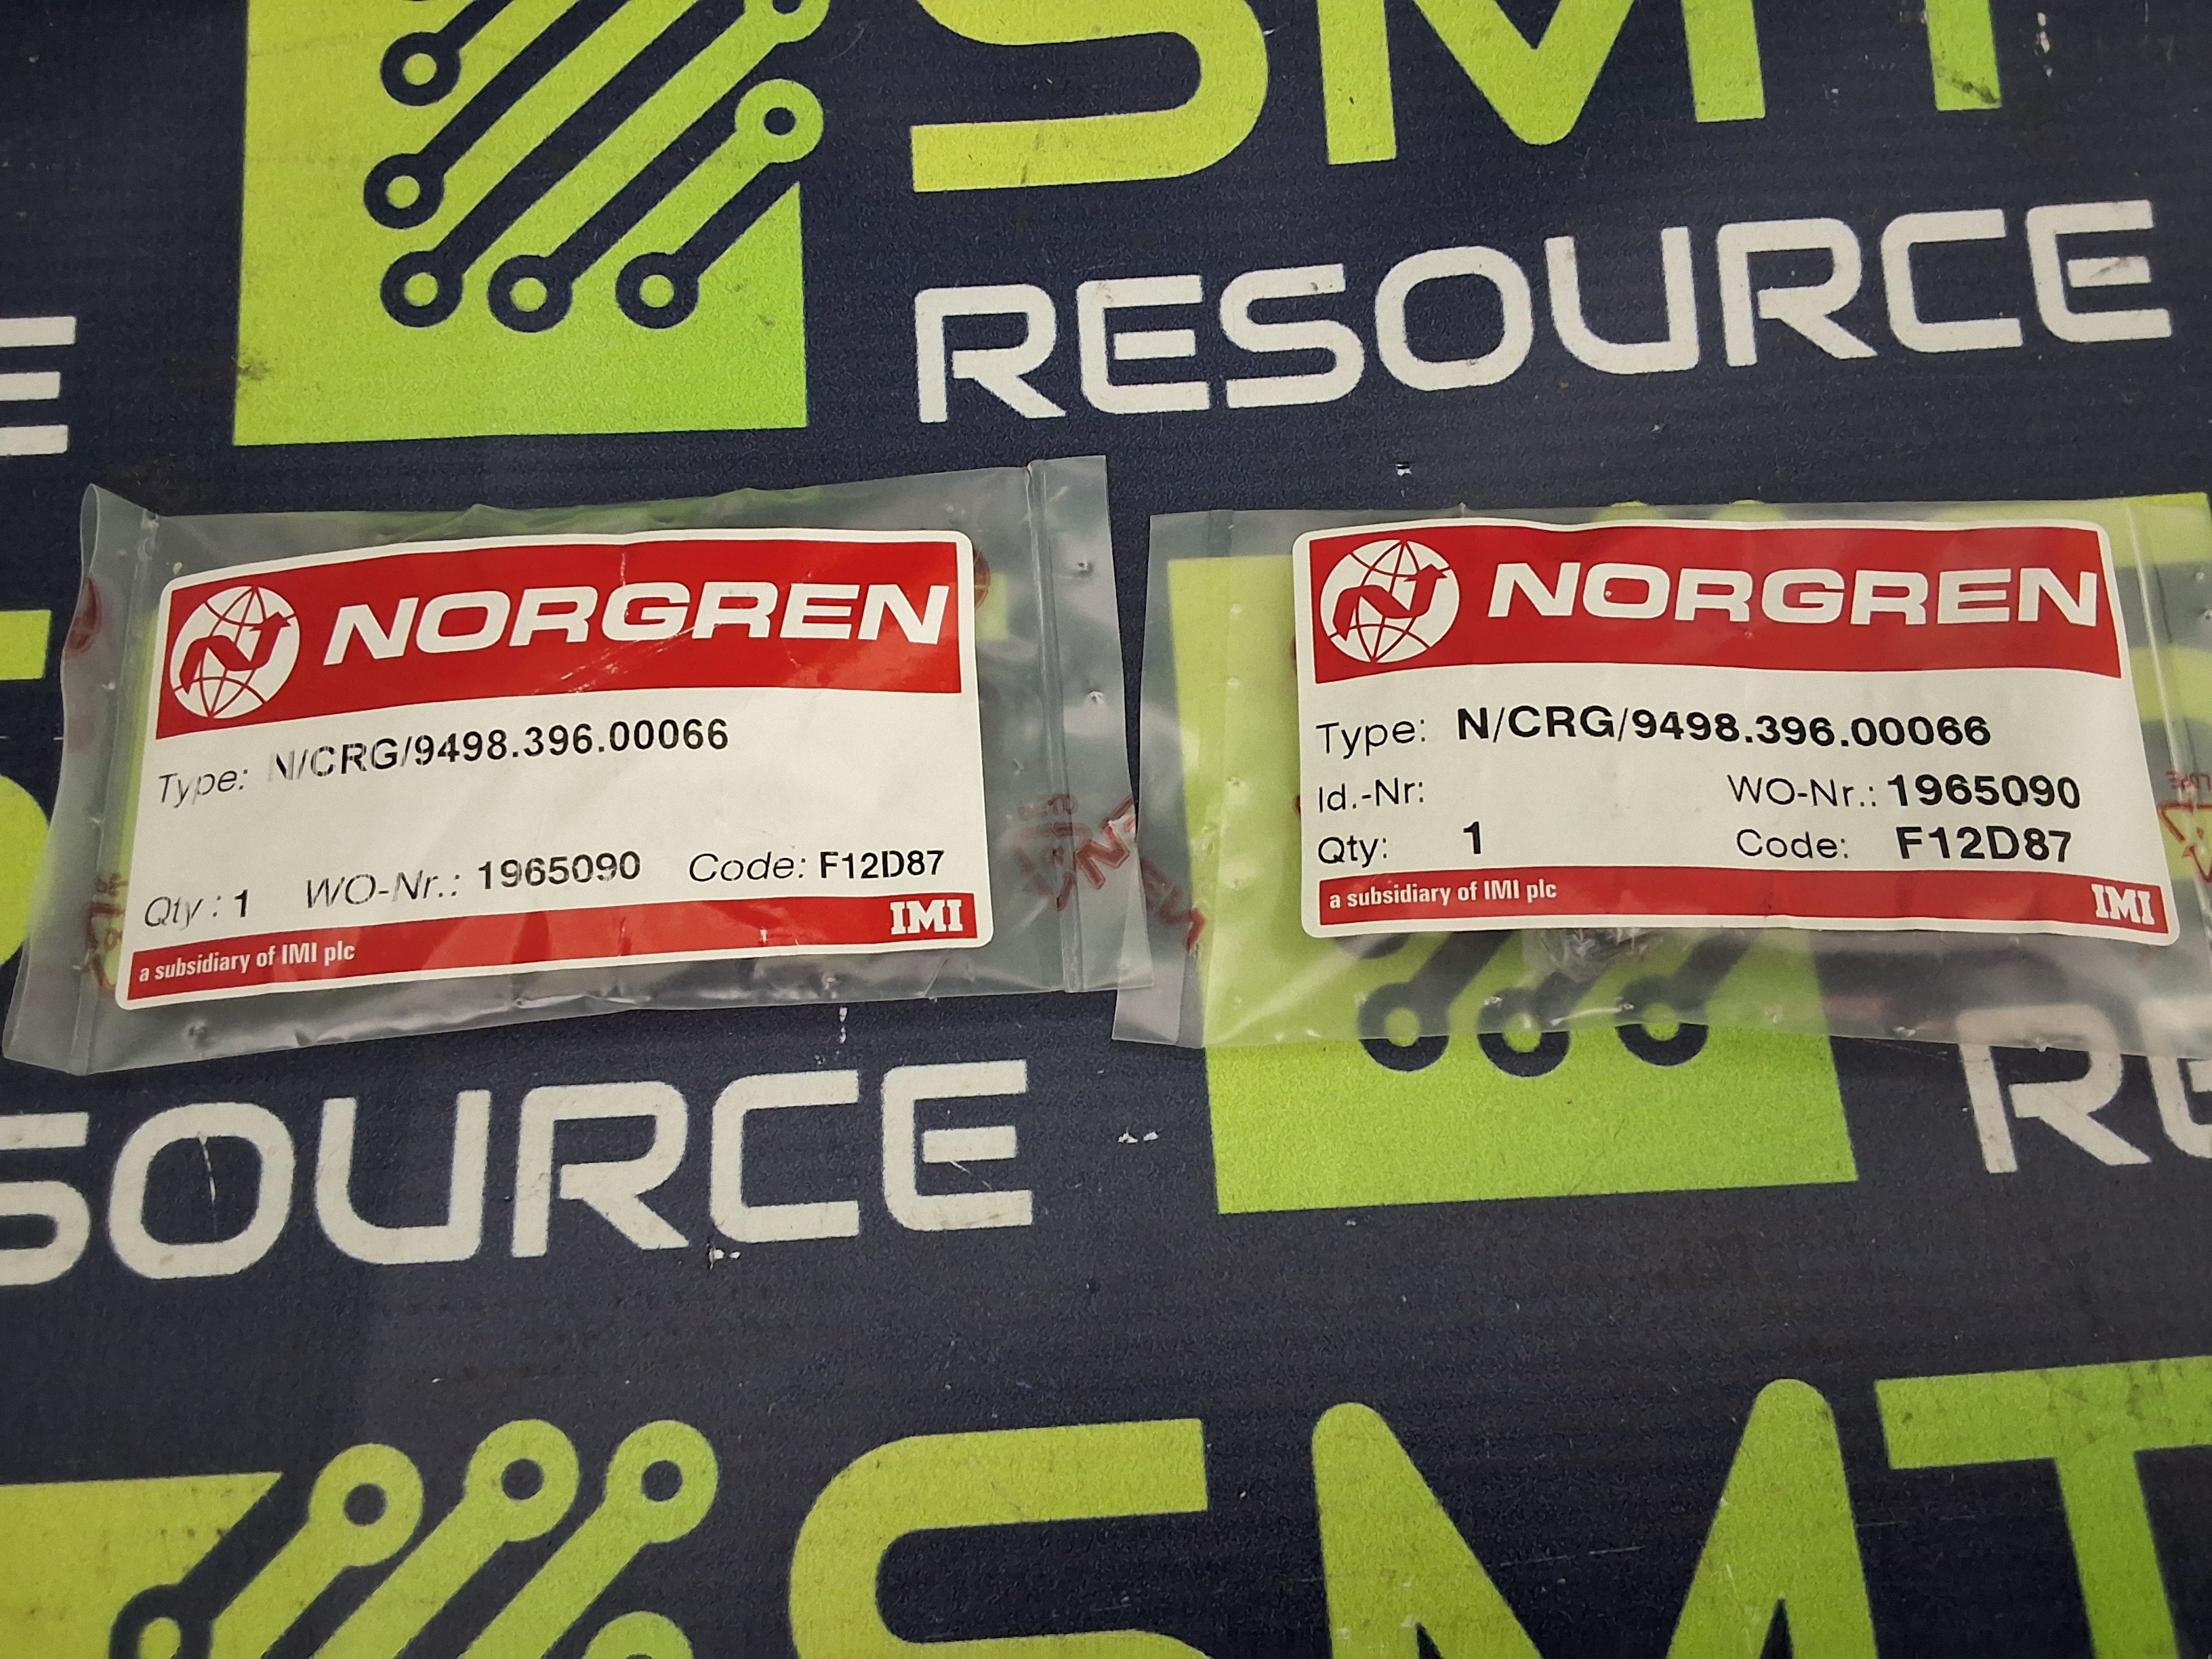 SMT
RESOURCE
E
NORGREN
Type: N/CRG/9498.396.00066
Qty : 1 WO-Nr.: 1965090 Code: F12D87
a subsidiary of IMI plc IMI
NORGREN
Type: N/CRG/9498.396.00066
Id.-Nr: WO-Nr.: 1965090
Qty: 1 Code: F12D87
a subsidiary of IMI plc IMI
SOURCE
RE
SMT